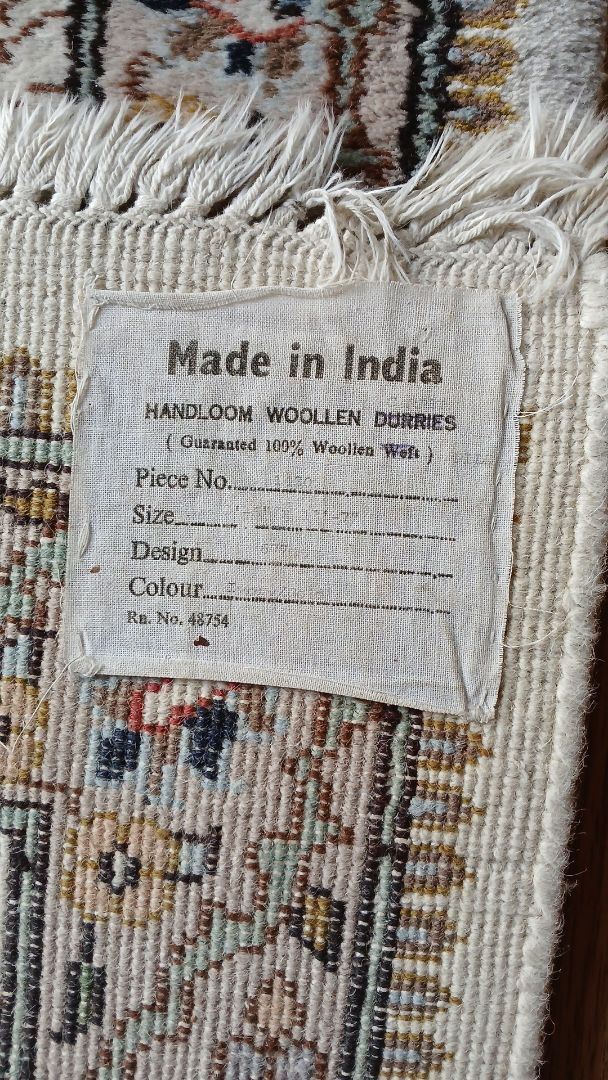 Made in India
HANDLOOM WOOLLEN DURRIES
( Guaranted 100% Woollen Weft )
Piece No.
Size
Design
Colour
Rn. No. 48754